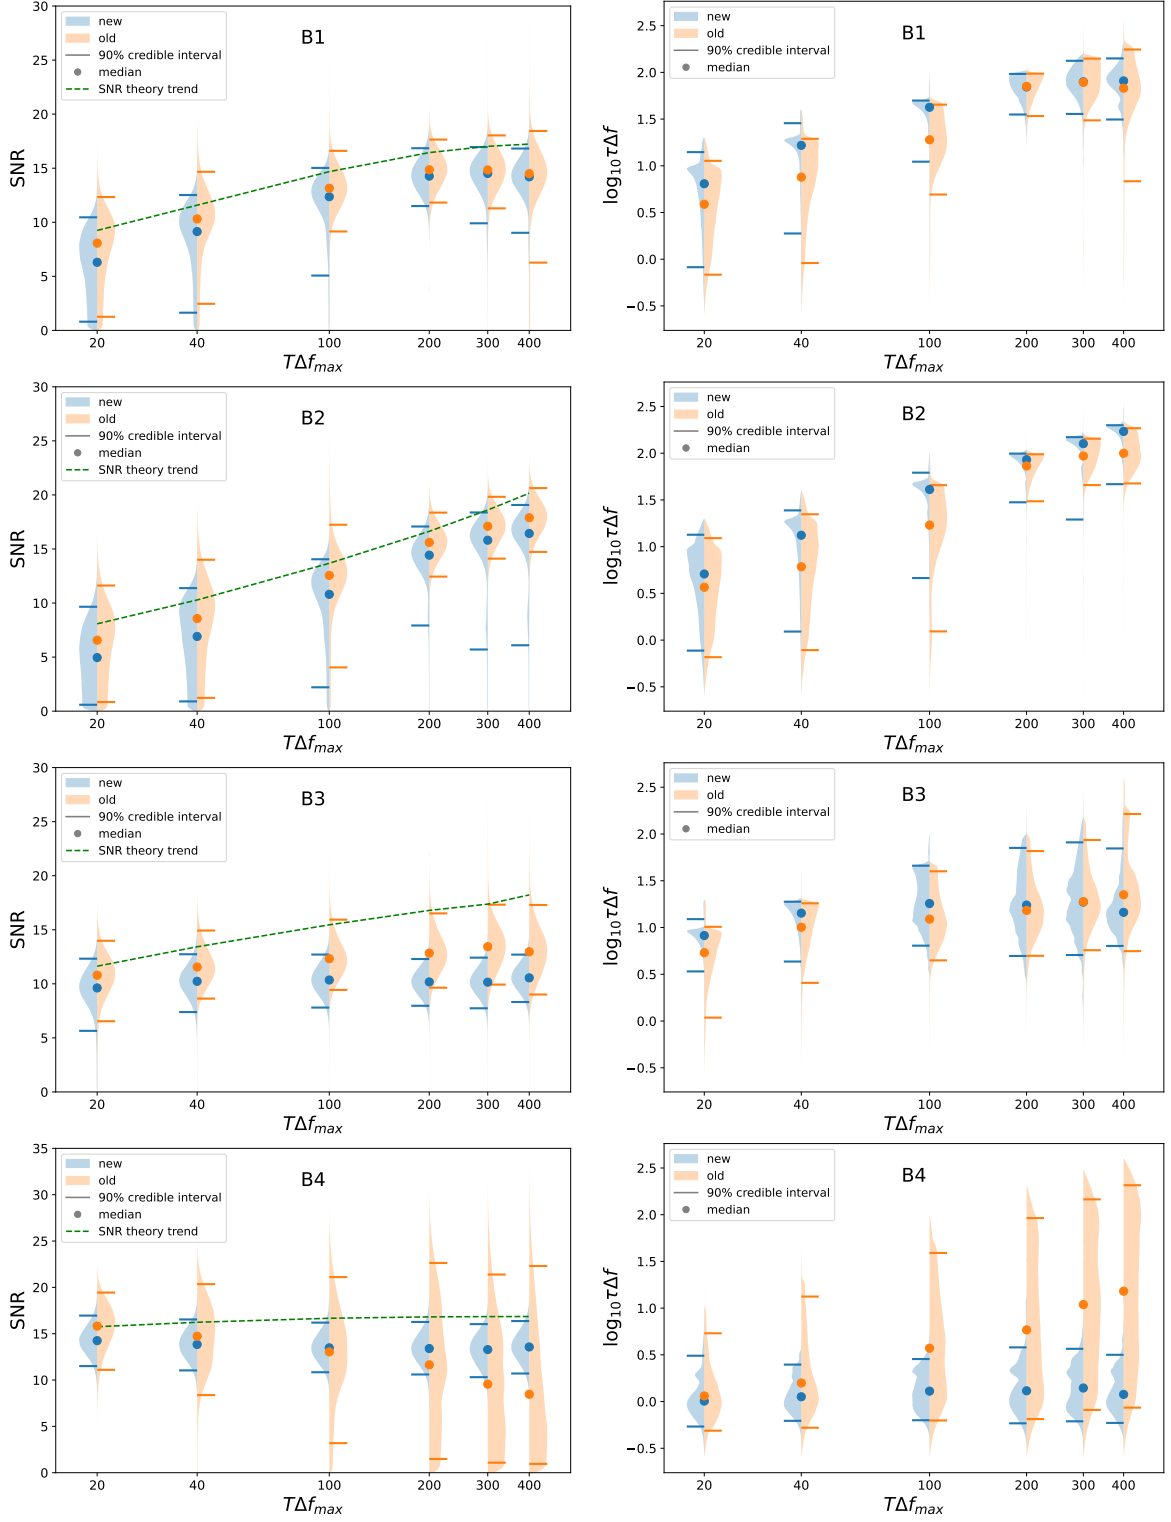 B1
new
old
90% credible interval
median
SNR theory trend
SNR
30
25
20
15
10
5
0
20 40 100 200 300 400
TΔf_max
B1
new
old
90% credible interval
median
log₁₀τΔf
2.5
2.0
1.5
1.0
0.5
0.0
−0.5
20 40 100 200 300 400
TΔf_max
B2
new
old
90% credible interval
median
SNR theory trend
SNR
30
25
20
15
10
5
0
20 40 100 200 300 400
TΔf_max
B2
new
old
90% credible interval
median
log₁₀τΔf
2.5
2.0
1.5
1.0
0.5
0.0
−0.5
20 40 100 200 300 400
TΔf_max
B3
new
old
90% credible interval
median
SNR theory trend
SNR
30
25
20
15
10
5
0
20 40 100 200 300 400
TΔf_max
B3
new
old
90% credible interval
median
log₁₀τΔf
2.5
2.0
1.5
1.0
0.5
0.0
−0.5
20 40 100 200 300 400
TΔf_max
B4
new
old
90% credible interval
median
SNR theory trend
SNR
35
30
25
20
15
10
5
0
20 40 100 200 300 400
TΔf_max
B4
new
old
90% credible interval
median
log₁₀τΔf
2.5
2.0
1.5
1.0
0.5
0.0
−0.5
20 40 100 200 300 400
TΔf_max